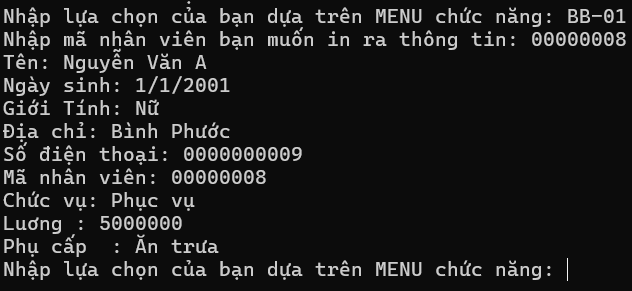 Nhập lựa chọn của bạn dựa trên MENU chức năng: BB-01
Nhập mã nhân viên bạn muốn in ra thông tin: 00000008
Tên: Nguyễn Văn A
Ngày sinh: 1/1/2001
Giới Tính: Nữ
Địa chỉ: Bình Phước
Số điện thoại: 0000000009
Mã nhân viên: 00000008
Chức vụ: Phục vụ
Lương : 5000000
Phụ cấp  : Ăn trưa
Nhập lựa chọn của bạn dựa trên MENU chức năng: